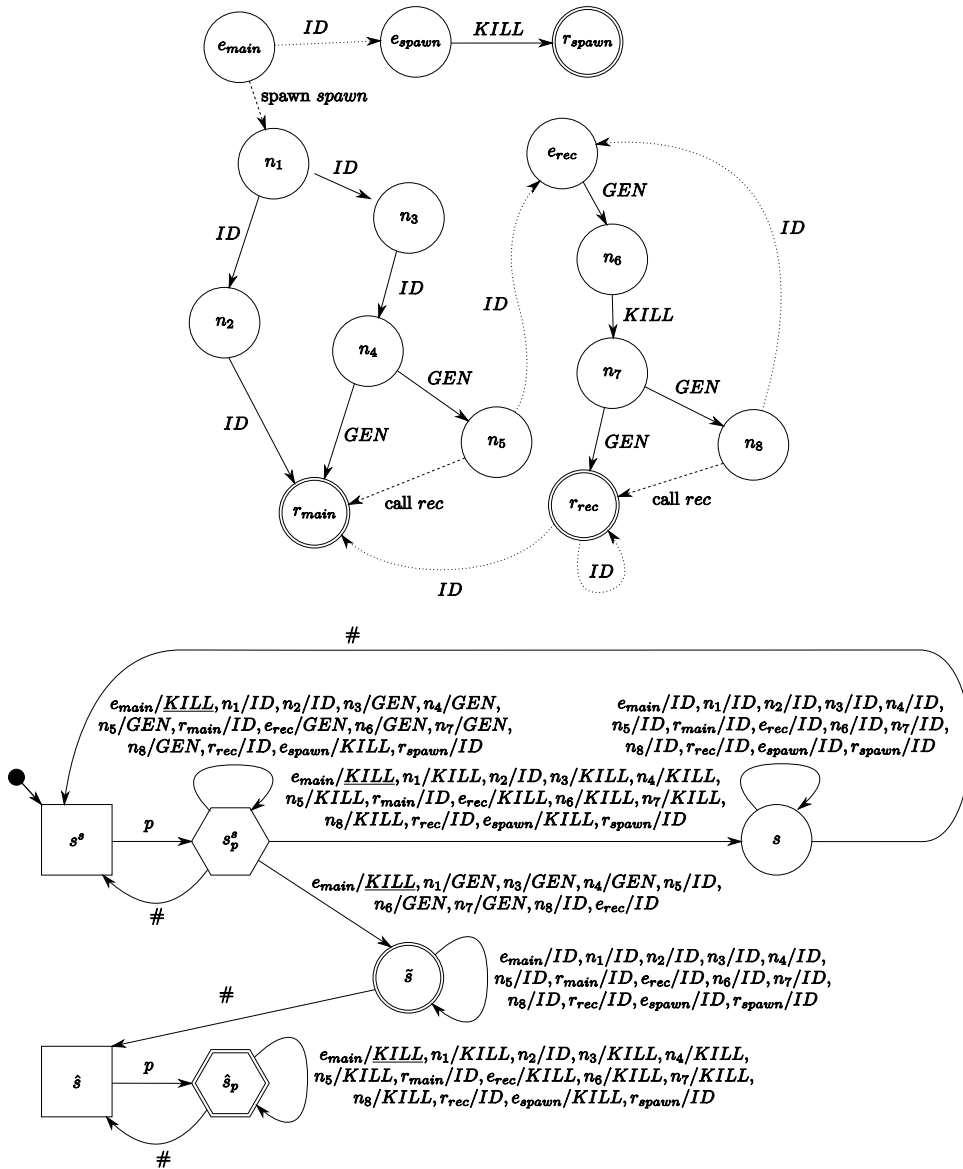 ID
KILL
e_main
e_spawn
r_spawn
spawn spawn
n_1
ID
e_rec
GEN
n_3
ID
ID
n_6
ID
ID
KILL
n_2
n_4
n_7
GEN
GEN
n_5
n_8
ID
GEN
GEN
call rec
call rec
r_main
r_rec
ID
ID
#
e_main/KILL, n_1/ID, n_2/ID, n_3/GEN, n_4/GEN,
n_5/GEN, r_main/ID, e_rec/GEN, n_6/GEN, n_7/GEN,
n_8/GEN, r_rec/ID, e_spawn/KILL, r_spawn/ID
e_main/ID, n_1/ID, n_2/ID, n_3/ID, n_4/ID,
n_5/ID, r_main/ID, e_rec/ID, n_6/ID, n_7/ID,
n_8/ID, r_rec/ID, e_spawn/ID, r_spawn/ID
e_main/KILL, n_1/KILL, n_2/ID, n_3/KILL, n_4/KILL,
n_5/KILL, r_main/ID, e_rec/KILL, n_6/KILL, n_7/KILL,
n_8/KILL, r_rec/ID, e_spawn/KILL, r_spawn/ID
p
s^s
s^s_p
s
#
e_main/KILL, n_1/GEN, n_3/GEN, n_4/GEN, n_5/ID,
n_6/GEN, n_7/GEN, n_8/ID, e_rec/ID
s̃
e_main/ID, n_1/ID, n_2/ID, n_3/ID, n_4/ID,
n_5/ID, r_main/ID, e_rec/ID, n_6/ID, n_7/ID,
n_8/ID, r_rec/ID, e_spawn/ID, r_spawn/ID
#
p
ŝ
ŝ_p
e_main/KILL, n_1/KILL, n_2/ID, n_3/KILL, n_4/KILL,
n_5/KILL, r_main/ID, e_rec/KILL, n_6/KILL, n_7/KILL,
n_8/KILL, r_rec/ID, e_spawn/KILL, r_spawn/ID
#